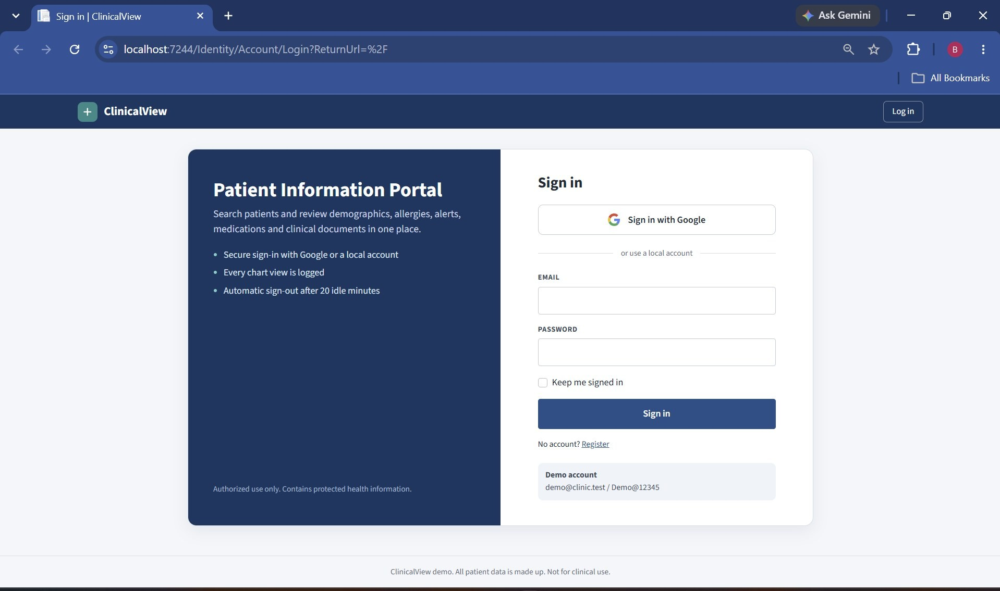 Sign in | ClinicalView
Ask Gemini
localhost:7244/Identity/Account/Login?ReturnUrl=%2F
B
All Bookmarks
ClinicalView
Log in
Patient Information Portal
Search patients and review demographics, allergies, alerts,
medications and clinical documents in one place.
• Secure sign-in with Google or a local account
• Every chart view is logged
• Automatic sign-out after 20 idle minutes
Authorized use only. Contains protected health information.
Sign in
Sign in with Google
or use a local account
EMAIL
PASSWORD
Keep me signed in
Sign in
No account? Register
Demo account
demo@clinic.test / Demo@12345
ClinicalView demo. All patient data is made up. Not for clinical use.